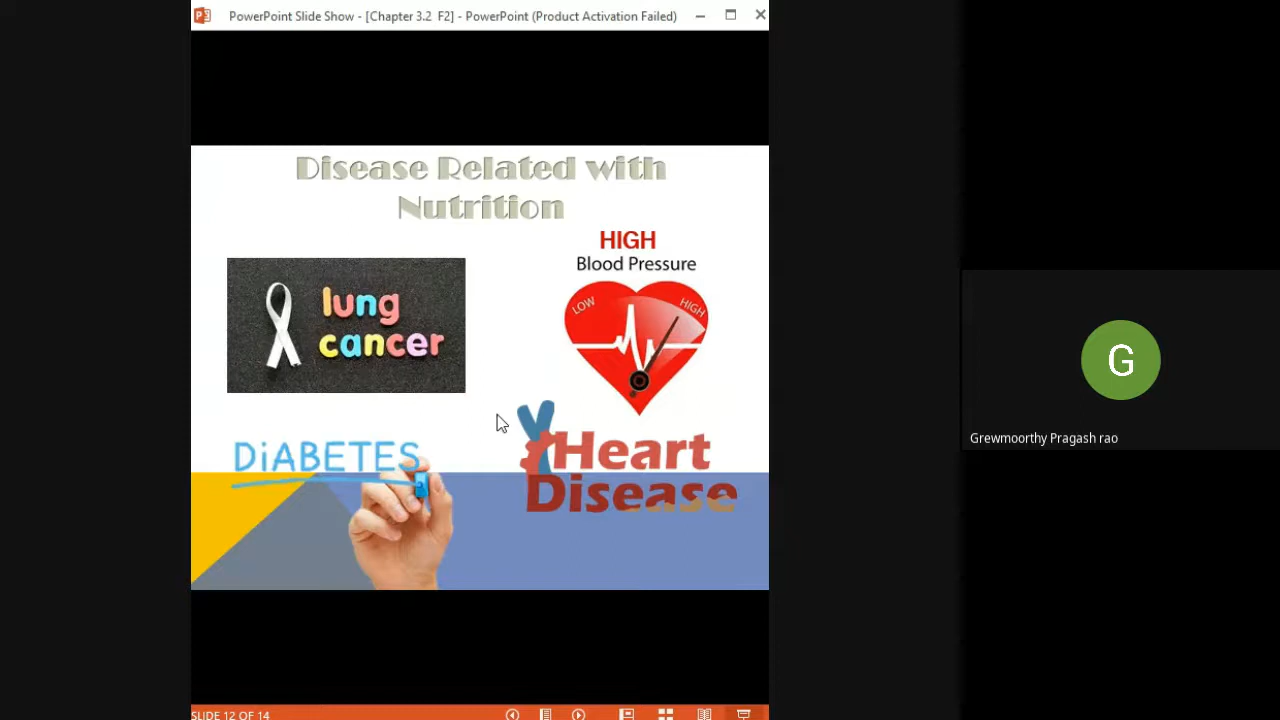 PowerPoint Slide Show - [Chapter 3.2 F2] - PowerPoint (Product Activation Failed)
Disease Related with
Nutrition
HIGH
Blood Pressure
LOW
HIGH
lung
cancer
DiABETES
Heart
Disease
G
Grewmoorthy Pragash rao
SLIDE 12 OF 14